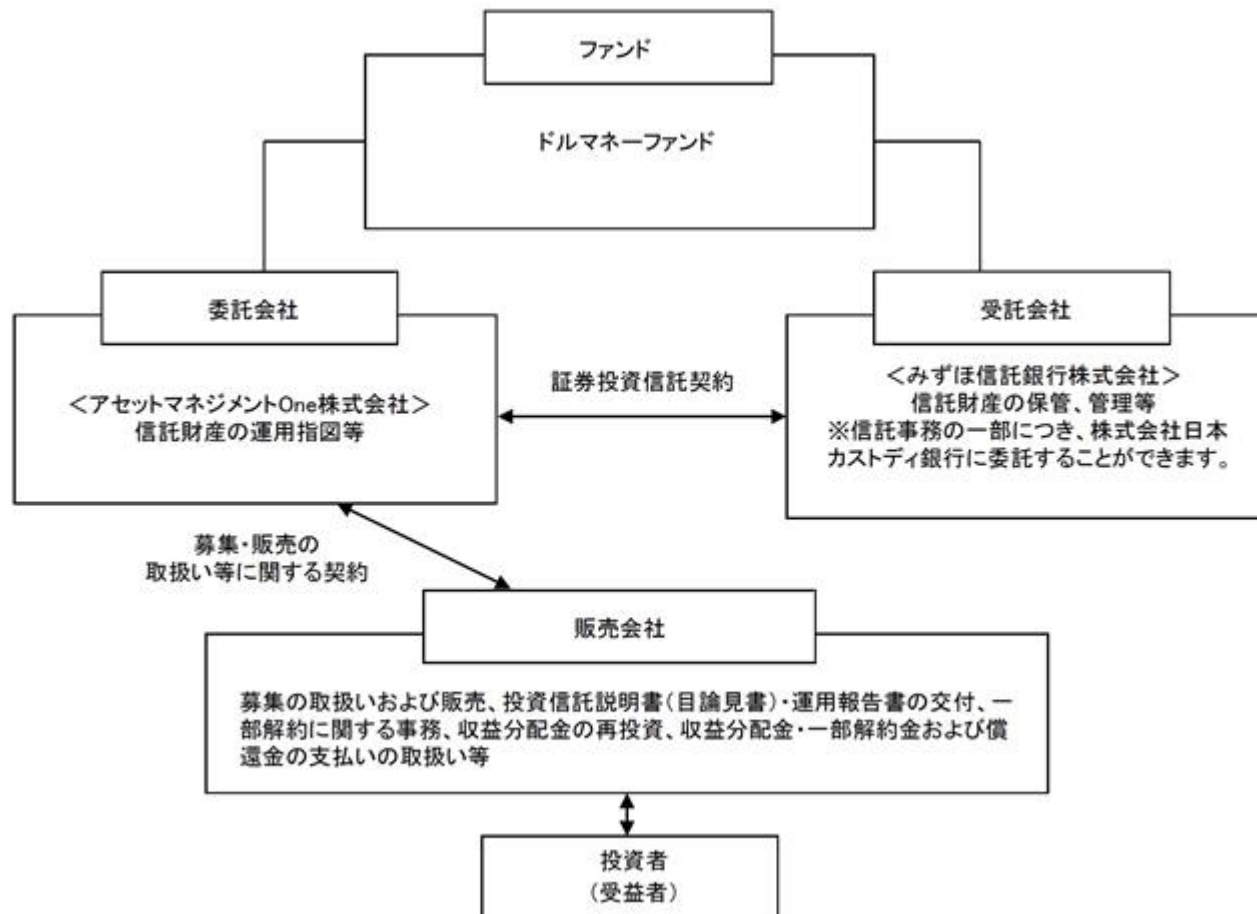 ファンド
ドルマネーファンド
委託会社
<アセットマネジメントOne株式会社>
信託財産の運用指図等
証券投資信託契約
受託会社
<みずほ信託銀行株式会社>
信託財産の保管、管理等
※信託事務の一部につき、株式会社日本
カストディ銀行に委託することができます。
募集・販売の
取扱い等に関する契約
販売会社
募集の取扱いおよび販売、投資信託説明書(目論見書)・運用報告書の交付、一
部解約に関する事務、収益分配金の再投資、収益分配金・一部解約金および償
還金の支払いの取扱い等
投資者
(受益者)